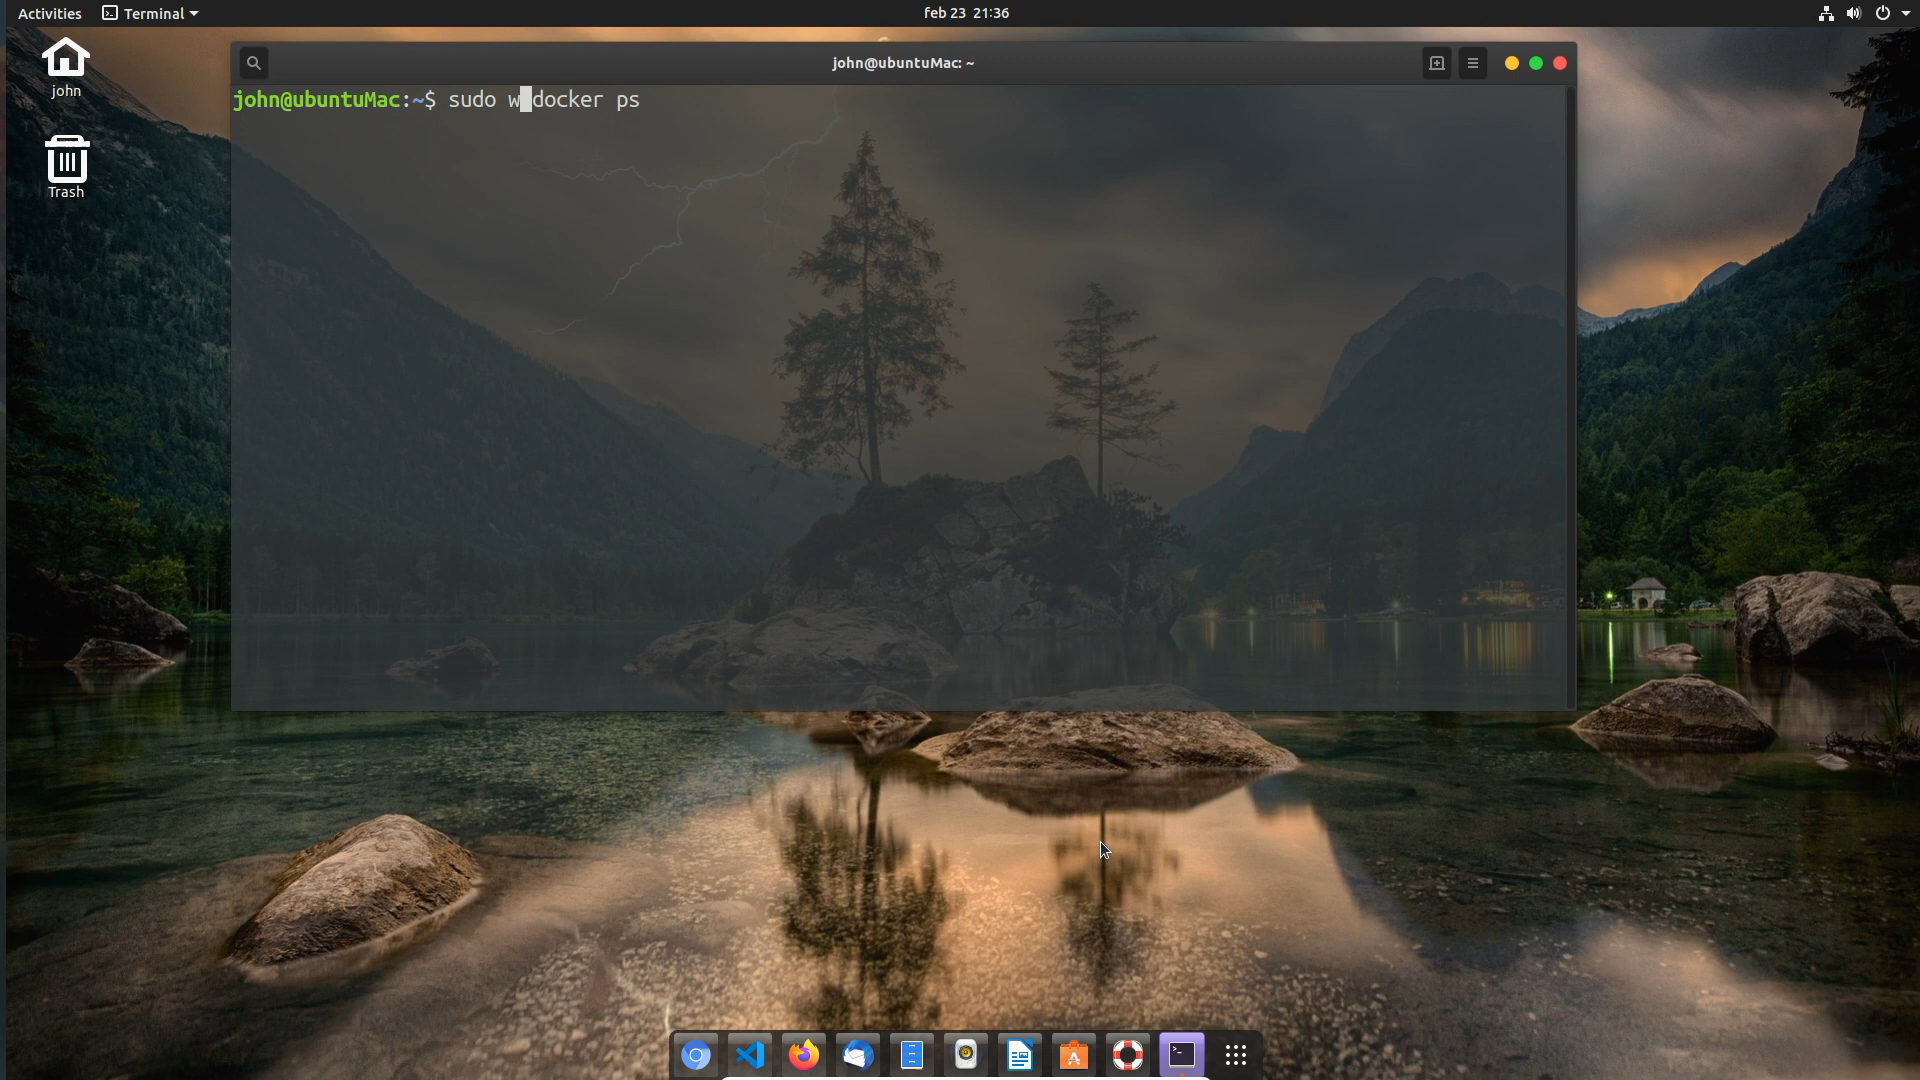 Activities
Terminal
feb 23 21:36
john
Trash
john@ubuntuMac: ~
john@ubuntuMac:~$ sudo w docker ps